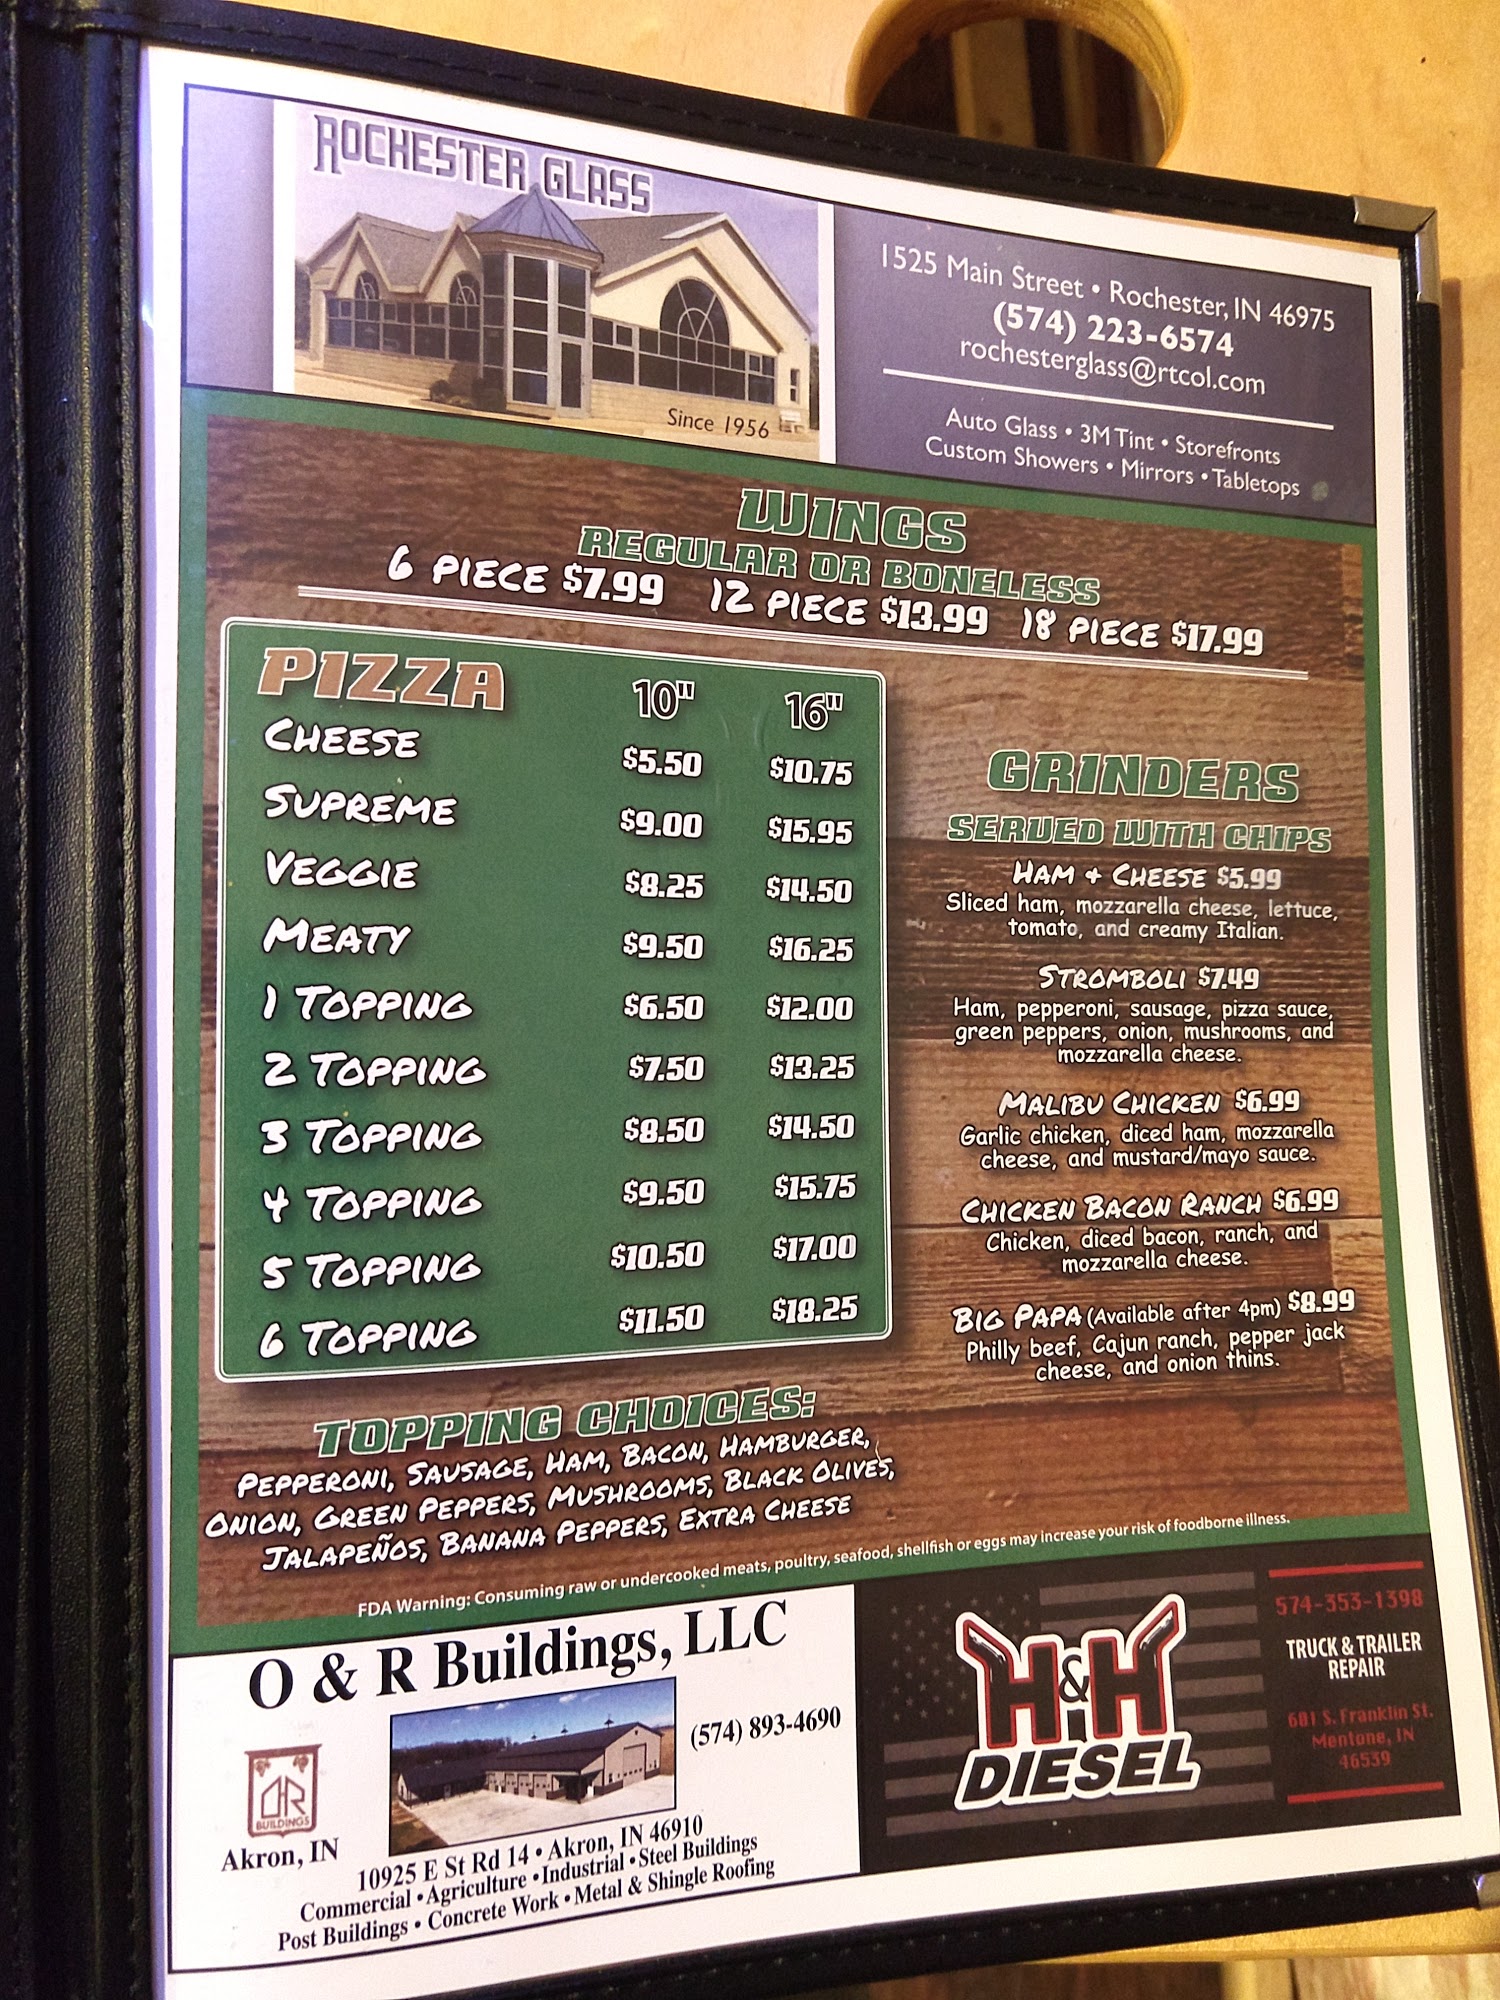 ROCHESTER GLASS
Since 1956
1525 Main Street • Rochester, IN 46975
(574) 223-6574
rochesterglass@rtcol.com
Auto Glass • 3M Tint • Storefronts
Custom Showers • Mirrors • Tabletops
WINGS
REGULAR OR BONELESS
6 PIECE $7.99 12 PIECE $13.99 18 PIECE $17.99
PIZZA 10" 16"
CHEESE $5.50 $10.75
SUPREME $9.00 $15.95
VEGGIE $8.25 $14.50
MEATY $9.50 $16.25
1 TOPPING $6.50 $12.00
2 TOPPING $7.50 $13.25
3 TOPPING $8.50 $14.50
4 TOPPING $9.50 $15.75
5 TOPPING $10.50 $17.00
6 TOPPING $11.50 $18.25
TOPPING CHOICES:
PEPPERONI, SAUSAGE, HAM, BACON, HAMBURGER,
ONION, GREEN PEPPERS, MUSHROOMS, BLACK OLIVES,
JALAPEÑOS, BANANA PEPPERS, EXTRA CHEESE
GRINDERS
SERVED WITH CHIPS
HAM & CHEESE $5.99
Sliced ham, mozzarella cheese, lettuce,
tomato, and creamy Italian.
STROMBOLI $7.49
Ham, pepperoni, sausage, pizza sauce,
green peppers, onion, mushrooms, and
mozzarella cheese.
MALIBU CHICKEN $6.99
Garlic chicken, diced ham, mozzarella
cheese, and mustard/mayo sauce.
CHICKEN BACON RANCH $6.99
Chicken, diced bacon, ranch, and
mozzarella cheese.
BIG PAPA (Available after 4pm) $8.99
Philly beef, Cajun ranch, pepper jack
cheese, and onion thins.
FDA Warning: Consuming raw or undercooked meats, poultry, seafood, shellfish or eggs may increase your risk of foodborne illness.
O & R Buildings, LLC
(574) 893-4690
OR
BUILDINGS
Akron, IN
10925 E St Rd 14 • Akron, IN 46910
Commercial • Agriculture • Industrial • Steel Buildings
Post Buildings • Concrete Work • Metal & Shingle Roofing
H&H
DIESEL
574-353-1398
TRUCK & TRAILER
REPAIR
601 S. Franklin St.
Mentone, IN
46539